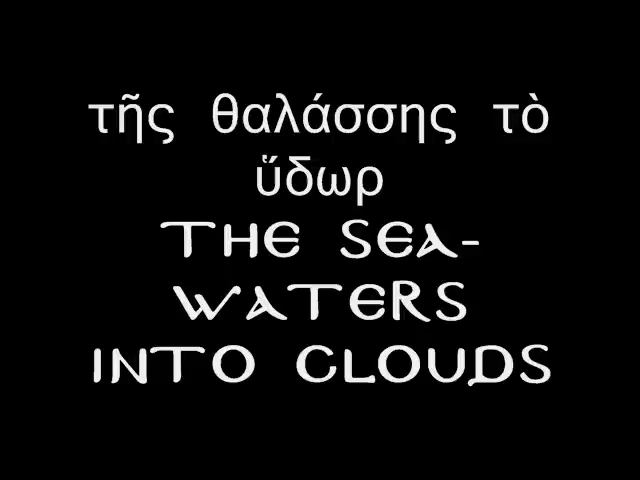 τῆς θαλάσσης τὸ
ὕδωρ
THE SEA-
WATERS
INTO CLOUDS